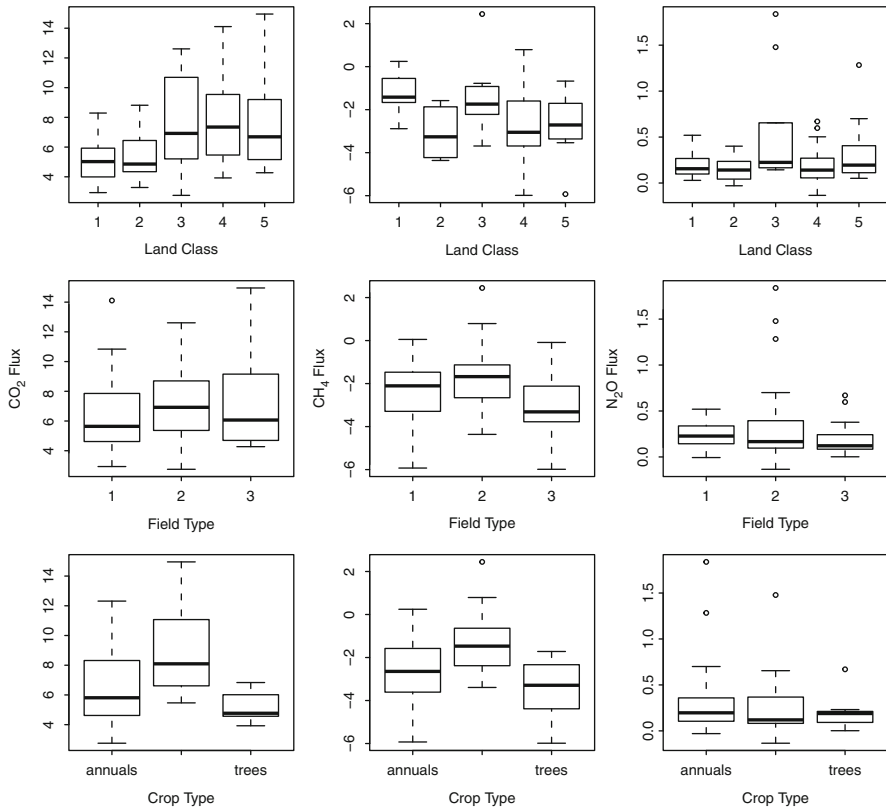 4 6 8 10 12 14
1 2 3 4 5
Land Class
−6 −4 −2 0 2
1 2 3 4 5
Land Class
0.0 0.5 1.0 1.5
1 2 3 4 5
Land Class
CO₂ Flux
4 6 8 10 12 14
1 2 3
Field Type
CH₄ Flux
−6 −4 −2 0 2
1 2 3
Field Type
N₂O Flux
0.0 0.5 1.0 1.5
1 2 3
Field Type
4 6 8 10 12 14
annuals trees
Crop Type
−6 −4 −2 0 2
annuals trees
Crop Type
0.0 0.5 1.0 1.5
annuals trees
Crop Type